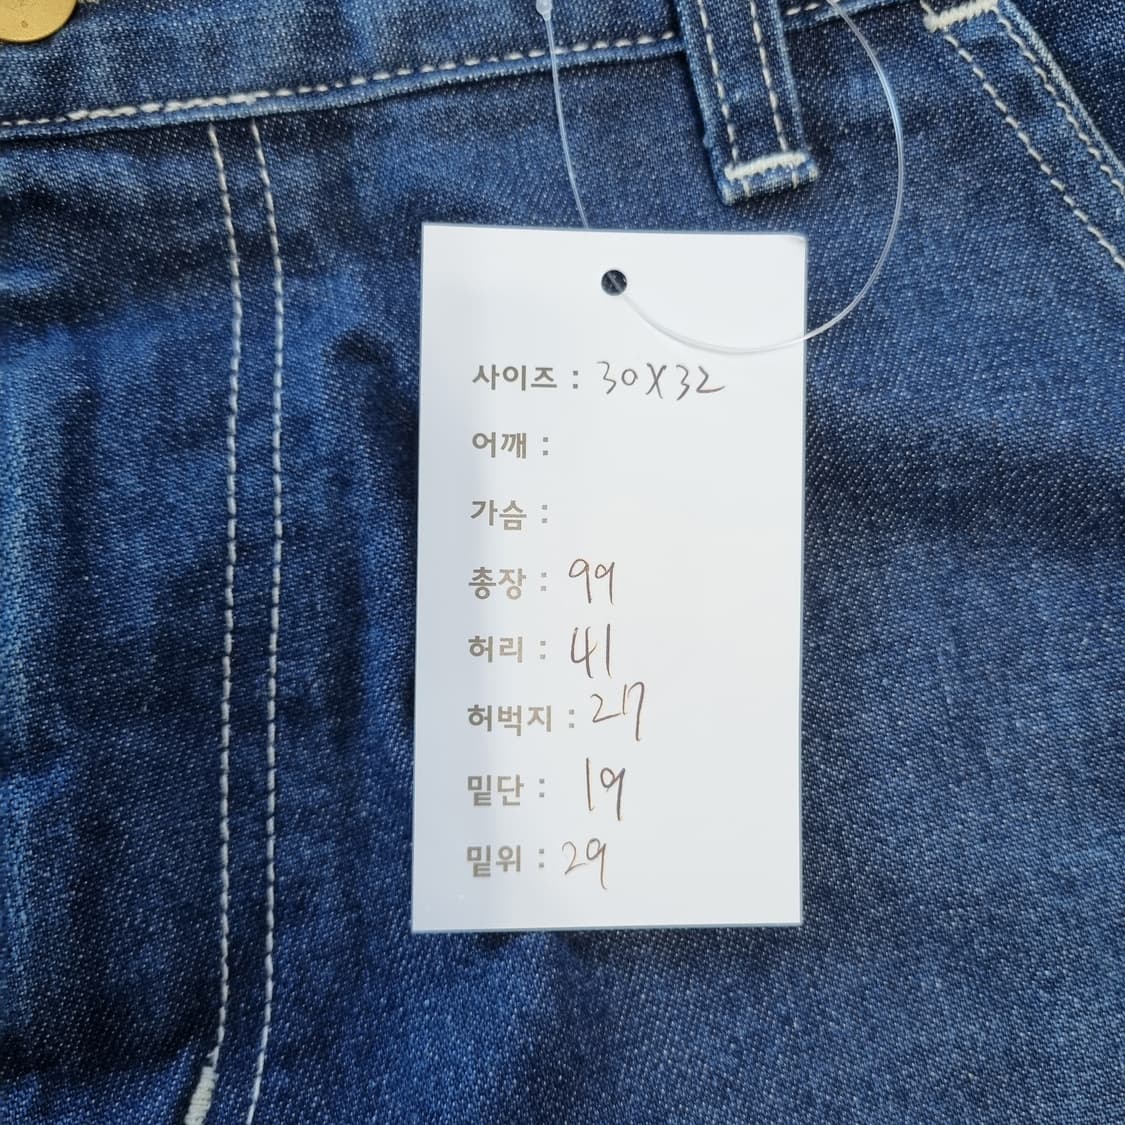 사이즈 : 30X32
어깨 :
가슴 :
총장 : 99
허리 : 41
허벅지 : 27
밑단 : 19
밑위 : 29